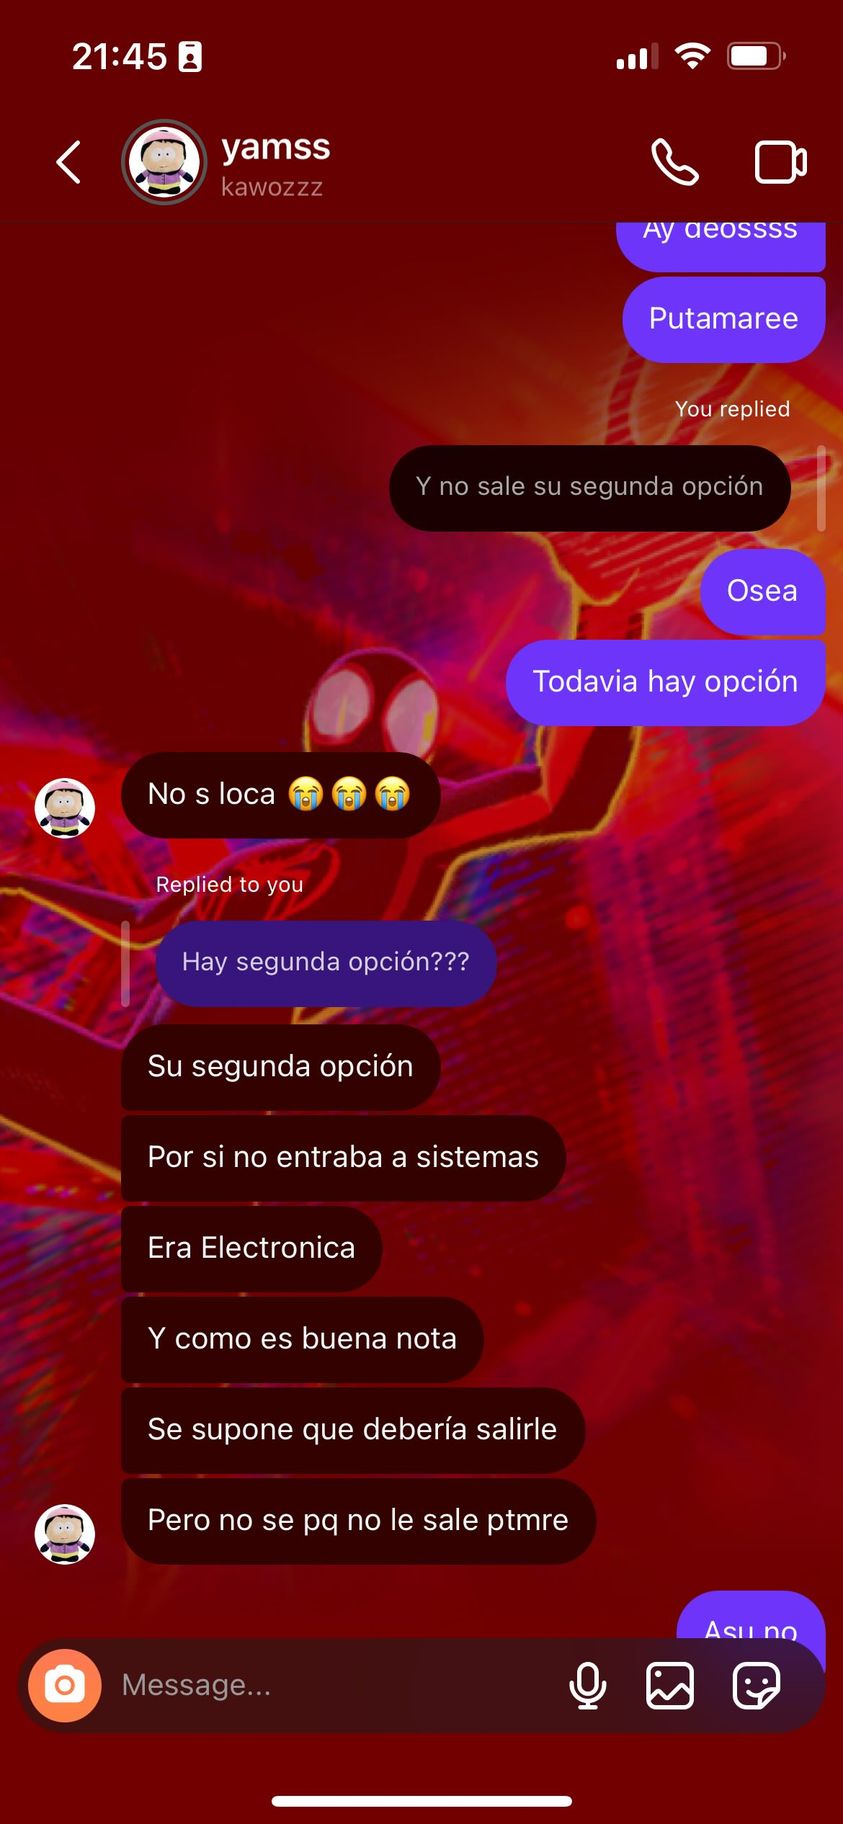 21:45
yamss
kawozzz
Ay deossss
Putamaree
You replied
Y no sale su segunda opción
Osea
Todavia hay opción
No s loca 😭😭😭
Replied to you
Hay segunda opción???
Su segunda opción
Por si no entraba a sistemas
Era Electronica
Y como es buena nota
Se supone que debería salirle
Pero no se pq no le sale ptmre
Asu no
Message...